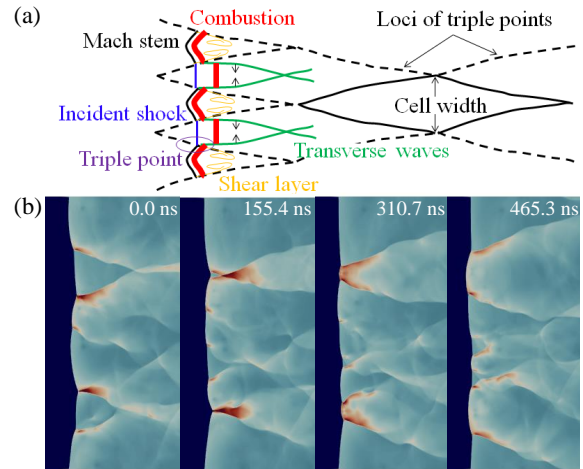 (a)
Combustion
Loci of triple points
Mach stem
Incident shock
Cell width
Triple point
Transverse waves
Shear layer
(b)
0.0 ns
155.4 ns
310.7 ns
465.3 ns